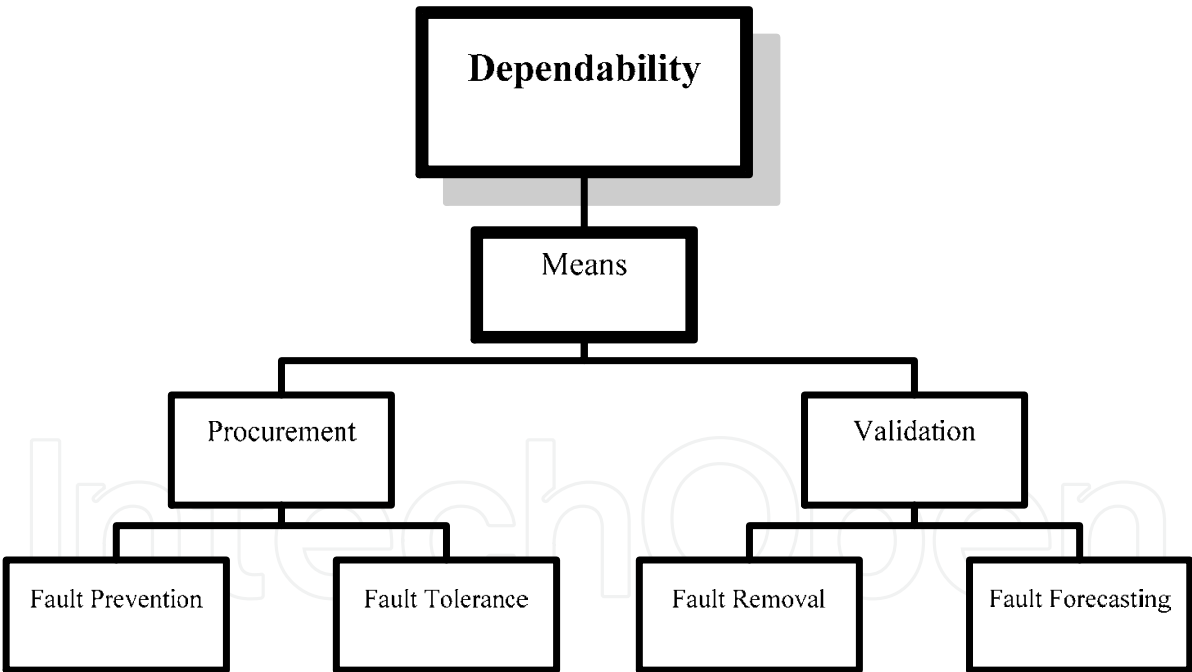 Dependability
Means
Procurement
Validation
Fault Prevention
Fault Tolerance
Fault Removal
Fault Forecasting
IntechOpen